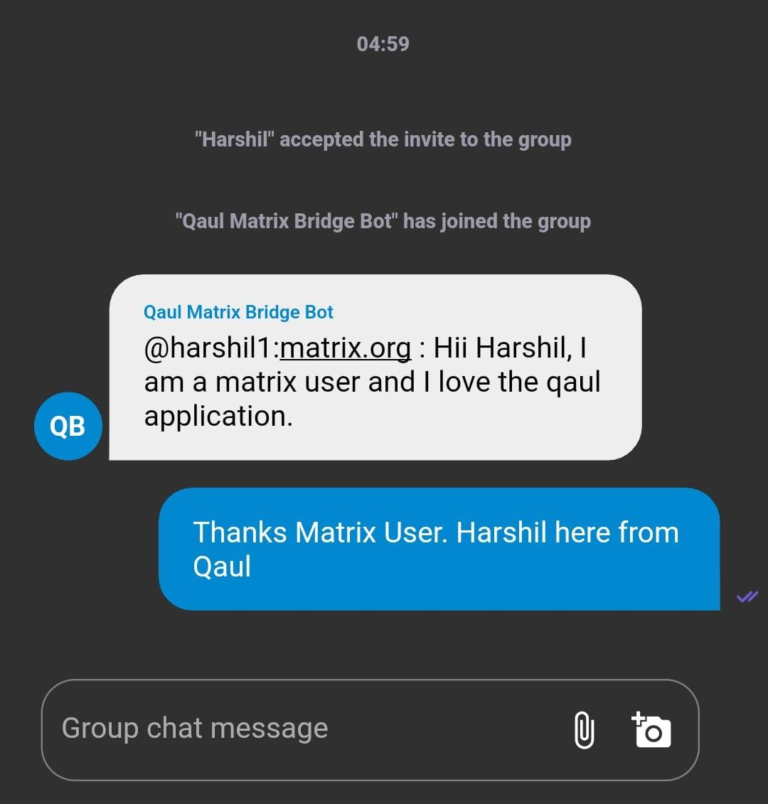 04:59
"Harshil" accepted the invite to the group
"Qaul Matrix Bridge Bot" has joined the group
Qaul Matrix Bridge Bot
@harshil1:matrix.org : Hii Harshil, I
am a matrix user and I love the qaul
application.
QB
Thanks Matrix User. Harshil here from
Qaul
Group chat message